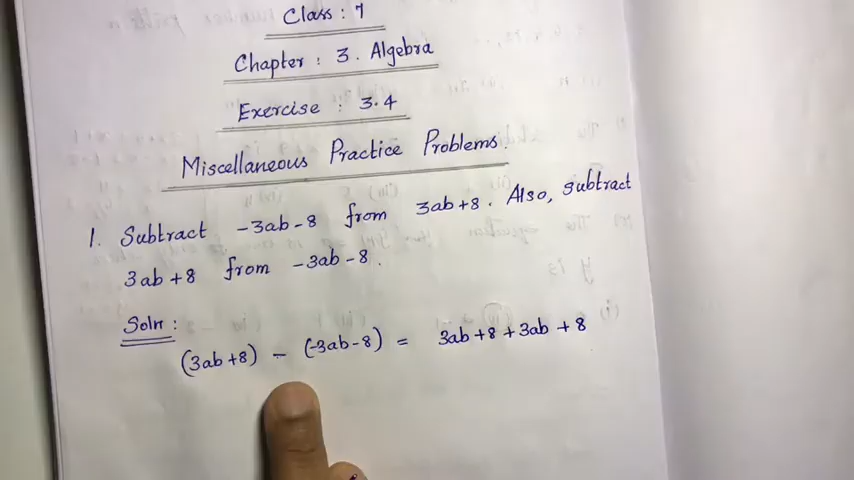 Class : 7
Chapter : 3. Algebra
Exercise : 3.4
Miscellaneous Practice Problems
1. Subtract -3ab-8 from 3ab+8. Also, subtract
3ab+8 from -3ab-8.
Soln :
(3ab+8) - (-3ab-8) = 3ab+8+3ab+8